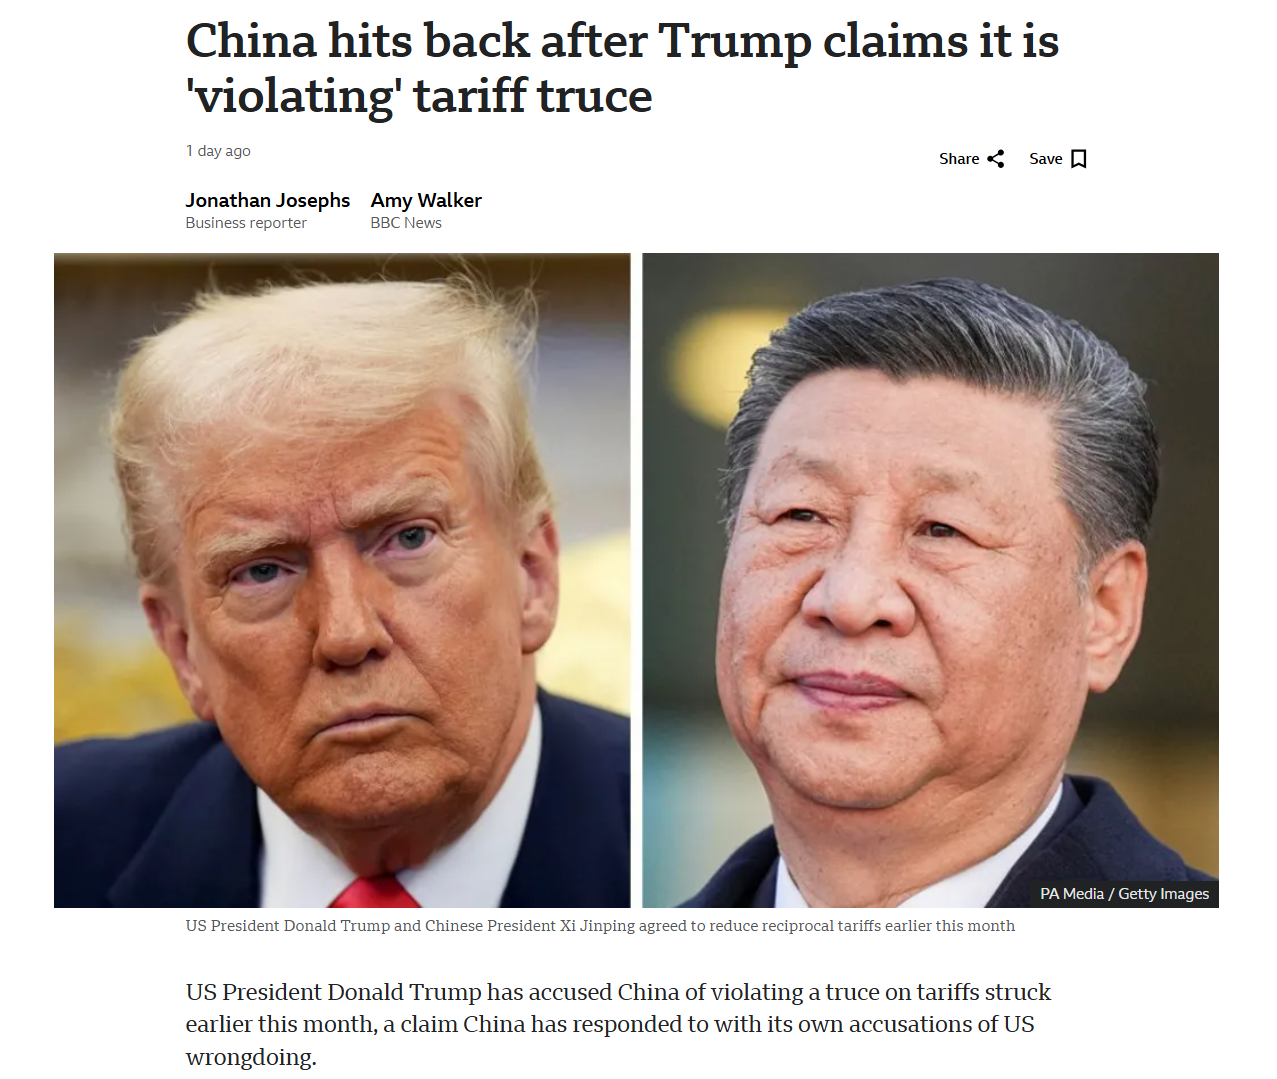 China hits back after Trump claims it is
'violating' tariff truce
1 day ago
Share
Save
Jonathan Josephs
Business reporter
Amy Walker
BBC News
PA Media / Getty Images
US President Donald Trump and Chinese President Xi Jinping agreed to reduce reciprocal tariffs earlier this month
US President Donald Trump has accused China of violating a truce on tariffs struck
earlier this month, a claim China has responded to with its own accusations of US
wrongdoing.